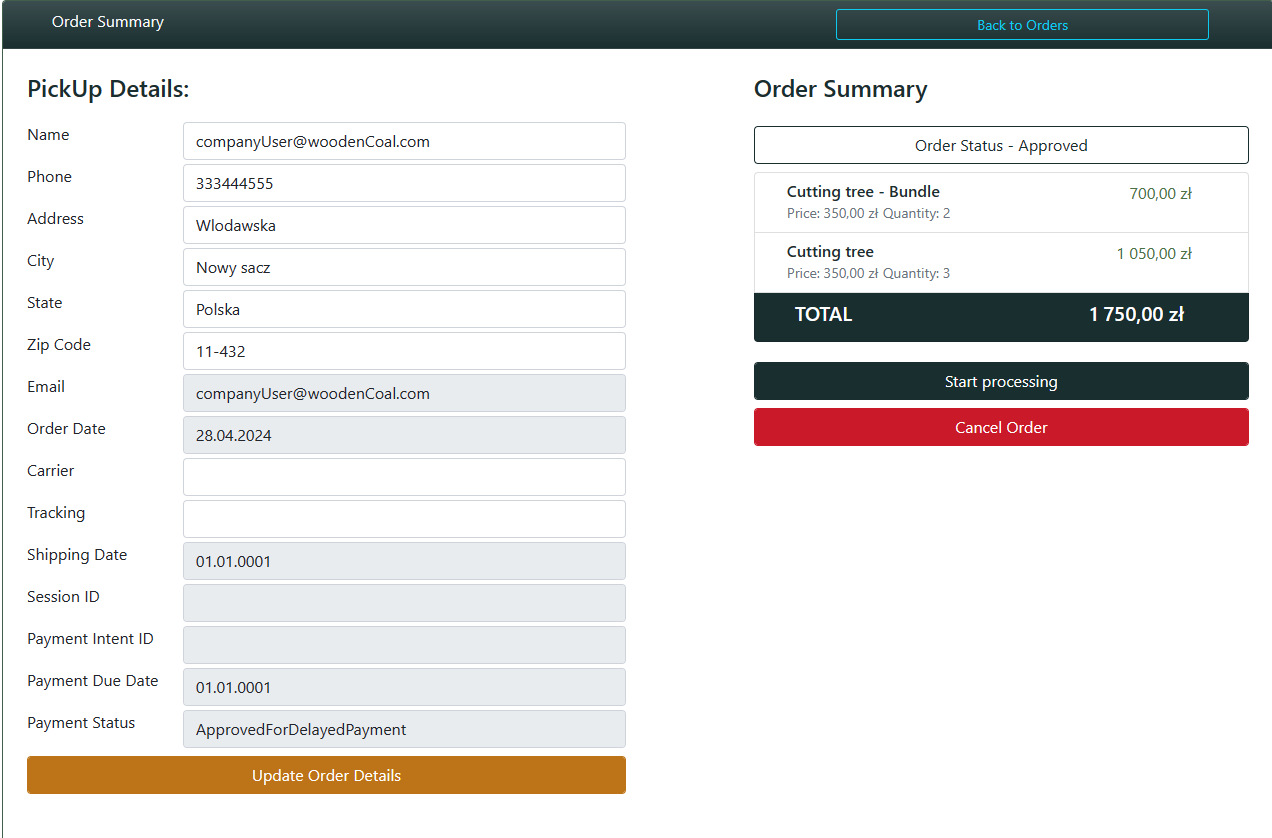 Order Summary
Back to Orders
PickUp Details:
Name
companyUser@woodenCoal.com
Phone
333444555
Address
Wlodawska
City
Nowy sacz
State
Polska
Zip Code
11-432
Email
companyUser@woodenCoal.com
Order Date
28.04.2024
Carrier
Tracking
Shipping Date
01.01.0001
Session ID
Payment Intent ID
Payment Due Date
01.01.0001
Payment Status
ApprovedForDelayedPayment
Update Order Details
Order Summary
Order Status - Approved
Cutting tree - Bundle
700,00 zł
Price: 350,00 zł Quantity: 2
Cutting tree
1 050,00 zł
Price: 350,00 zł Quantity: 3
TOTAL
1 750,00 zł
Start processing
Cancel Order